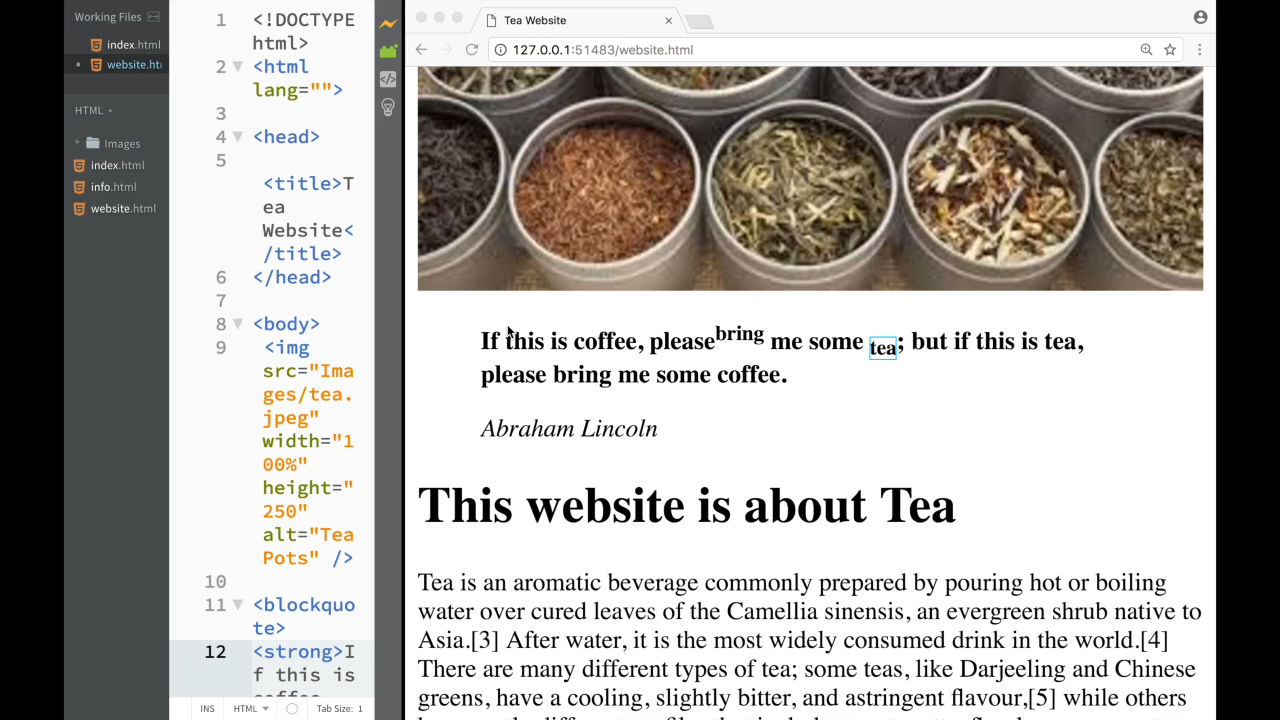 Working Files
index.html
website.ht
HTML
Images
index.html
info.html
website.html
1 <!DOCTYPE
html>
2 <html
lang="">
3
4 <head>
5
<title>T
ea
Website<
/title>
6 </head>
7
8 <body>
9 <img
src="Ima
ges/tea.
jpeg"
width="1
00%"
height="
250"
alt="Tea
Pots" />
10
11 <blockquo
te>
12 <strong>I
f this is
coffee
INS HTML Tab Size: 1
Tea Website
127.0.0.1:51483/website.html
If this is coffee, please bring me some tea; but if this is tea,
please bring me some coffee.
Abraham Lincoln
This website is about Tea
Tea is an aromatic beverage commonly prepared by pouring hot or boiling
water over cured leaves of the Camellia sinensis, an evergreen shrub native to
Asia.[3] After water, it is the most widely consumed drink in the world.[4]
There are many different types of tea; some teas, like Darjeeling and Chinese
greens, have a cooling, slightly bitter, and astringent flavour,[5] while others